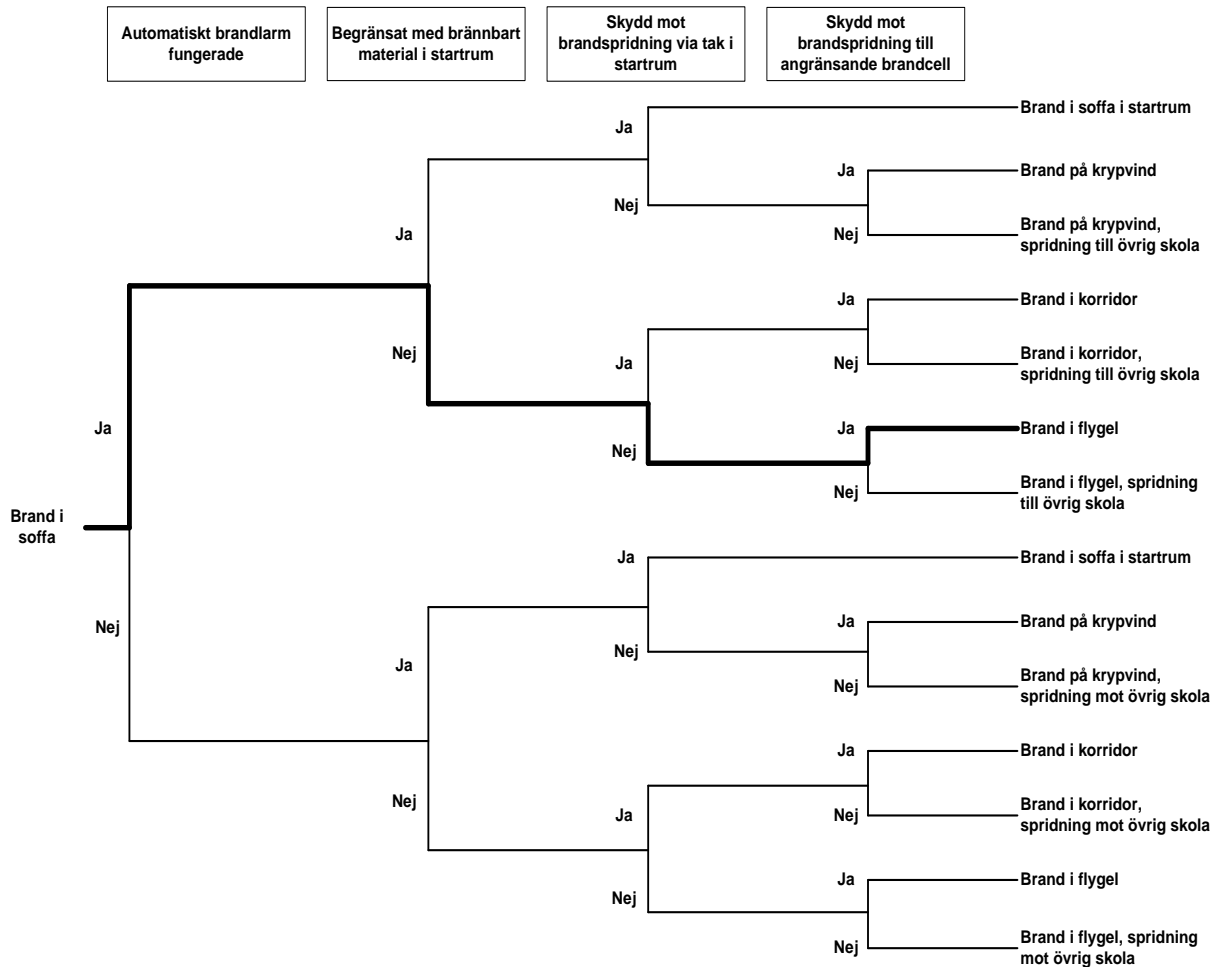 Automatiskt brandlarm
fungerade
Begränsat med brännbart
material i startrum
Skydd mot
brandspridning via tak i
startrum
Skydd mot
brandspridning till
angränsande brandcell
Brand i soffa i startrum
Ja
Ja
Brand på krypvind
Nej
Ja
Nej
Brand på krypvind,
spridning till övrig skola
Ja
Brand i korridor
Nej
Ja
Nej
Brand i korridor,
spridning till övrig skola
Ja
Ja
Brand i flygel
Nej
Nej
Brand i flygel, spridning
till övrig skola
Brand i
soffa
Ja
Brand i soffa i startrum
Nej
Ja
Brand på krypvind
Ja
Nej
Nej
Brand på krypvind,
spridning mot övrig skola
Ja
Brand i korridor
Nej
Ja
Nej
Brand i korridor,
spridning mot övrig skola
Ja
Brand i flygel
Nej
Nej
Brand i flygel, spridning
mot övrig skola